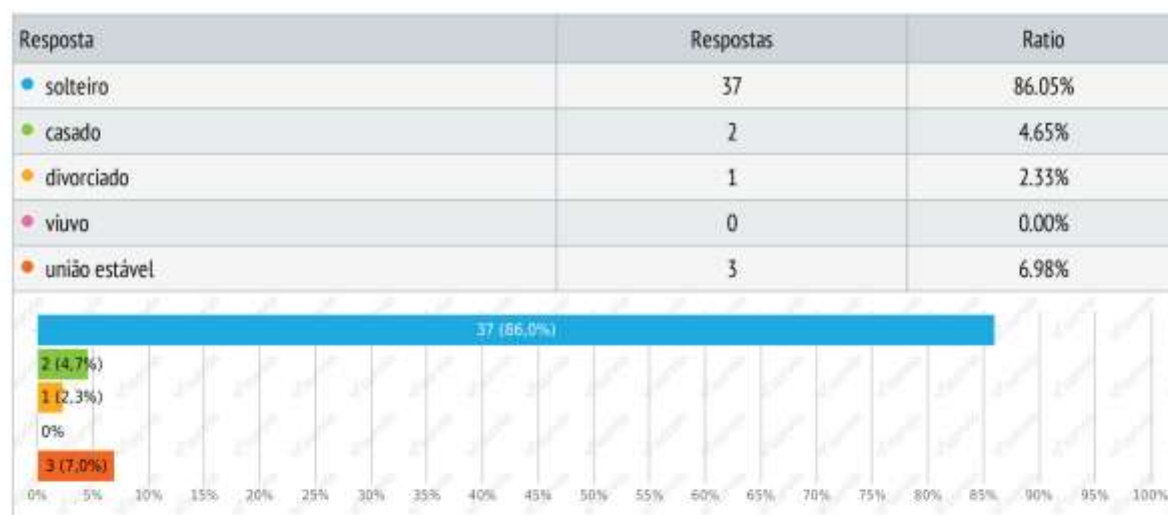 Resposta Respostas Ratio
solteiro 37 86.05%
casado 2 4.65%
divorciado 1 2.33%
viuvo 0 0.00%
união estável 3 6.98%
37 (86,0%)
2 (4,7%)
1 (2,3%)
0%
3 (7,0%)
0% 5% 10% 15% 20% 25% 30% 35% 40% 45% 50% 55% 60% 65% 70% 75% 80% 85% 90% 95% 100%